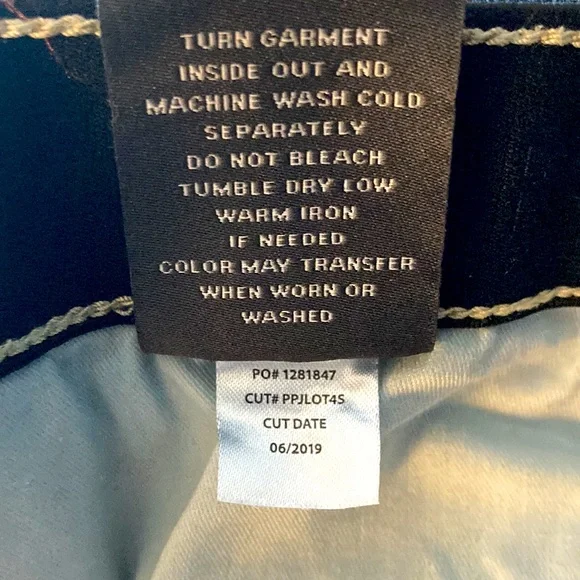 TURN GARMENT
INSIDE OUT AND
MACHINE WASH COLD
SEPARATELY
DO NOT BLEACH
TUMBLE DRY LOW
WARM IRON
IF NEEDED
COLOR MAY TRANSFER
WHEN WORN OR
WASHED
PO# 1281847
CUT# PPJLOT4S
CUT DATE
06/2019